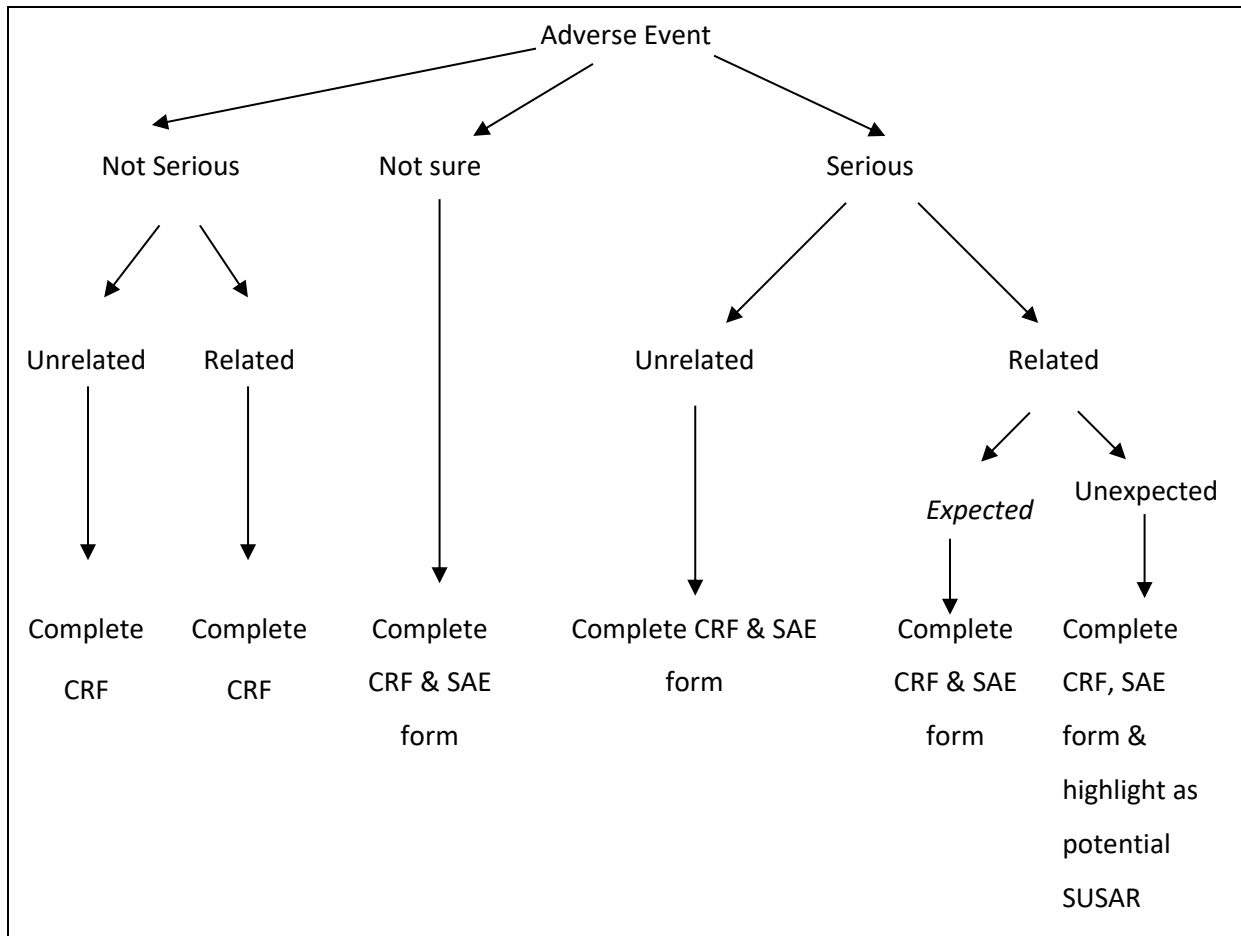 Adverse Event
Not Serious
Not sure
Serious
Unrelated
Related
Unrelated
Related
Expected
Unexpected
Complete
CRF
Complete
CRF
Complete
CRF & SAE
form
Complete CRF & SAE
form
Complete
CRF & SAE
form
Complete
CRF, SAE
form &
highlight as
potential
SUSAR